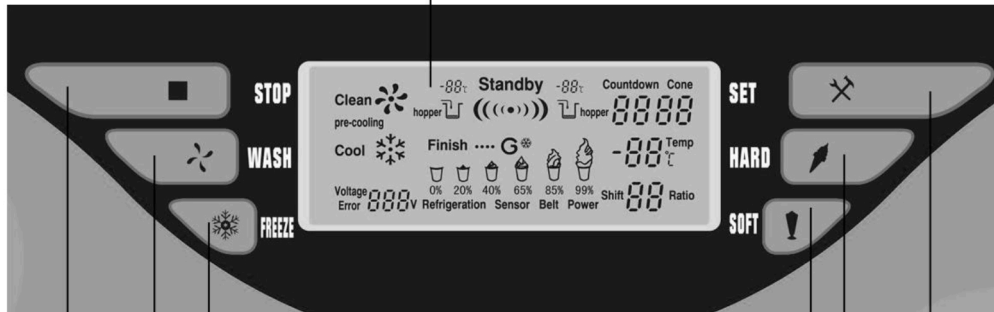 STOP
WASH
FREEZE
Clean
pre-cooling
hopper
-88℃
Standby
-88℃
hopper
Countdown Cone
8888
Cool
Finish .... G
-88 Temp
℃
0% 20% 40% 65% 85% 99%
Voltage
Error 888V
Refrigeration Sensor Belt Power
Shift 88 Ratio
SET
HARD
SOFT